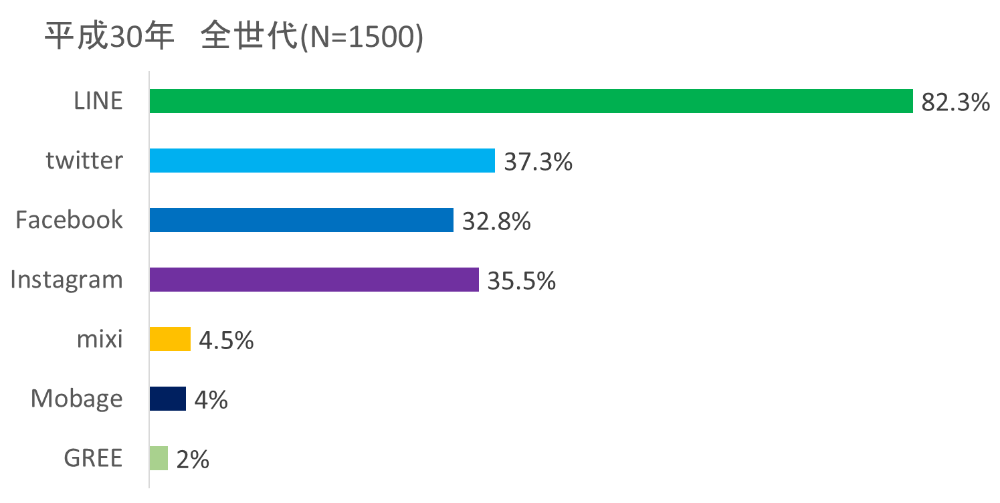 平成30年　全世代(N=1500)
LINE 82.3%
twitter 37.3%
Facebook 32.8%
Instagram 35.5%
mixi 4.5%
Mobage 4%
GREE 2%